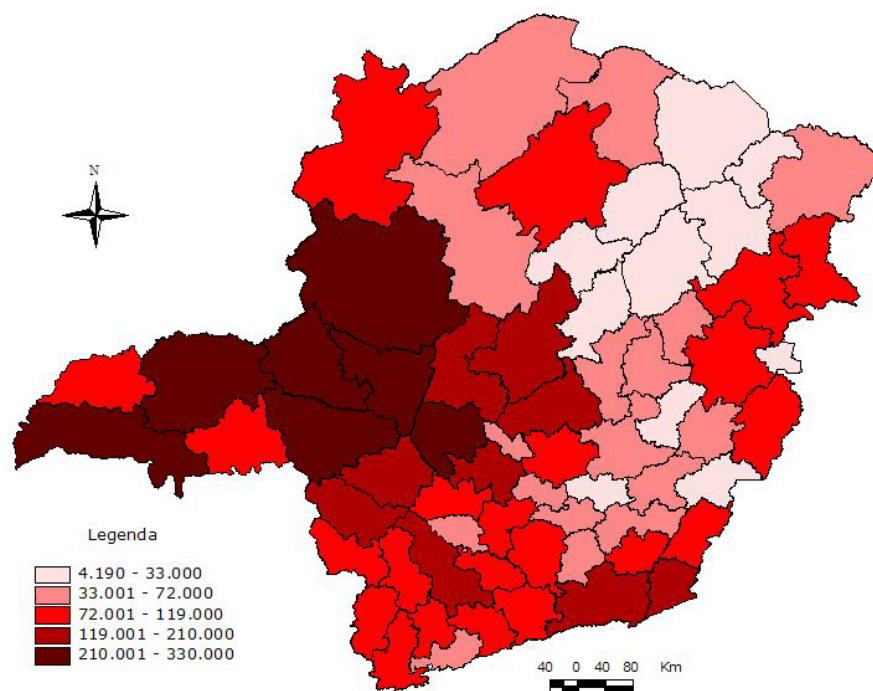 N
Legenda
4.190 - 33.000
33.001 - 72.000
72.001 - 119.000
119.001 - 210.000
210.001 - 330.000
40 0 40 80 Km